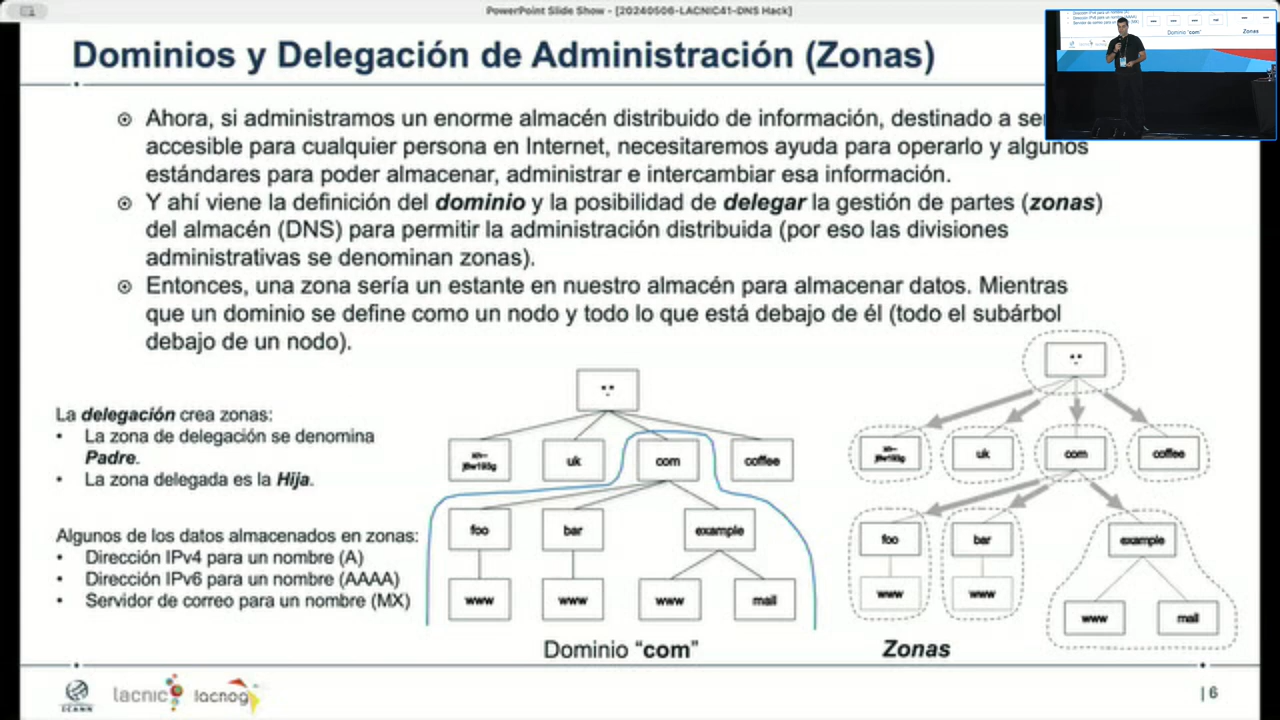 PowerPoint Slide Show - [20240506-LACNIC41-DNS Hack]
Dominios y Delegación de Administración (Zonas)
Ahora, si administramos un enorme almacén distribuido de información, destinado a ser
accesible para cualquier persona en Internet, necesitaremos ayuda para operarlo y algunos
estándares para poder almacenar, administrar e intercambiar esa información.
Y ahí viene la definición del dominio y la posibilidad de delegar la gestión de partes (zonas)
del almacén (DNS) para permitir la administración distribuida (por eso las divisiones
administrativas se denominan zonas).
Entonces, una zona sería un estante en nuestro almacén para almacenar datos. Mientras
que un dominio se define como un nodo y todo lo que está debajo de él (todo el subárbol
debajo de un nodo).
La delegación crea zonas:
• La zona de delegación se denomina
Padre.
• La zona delegada es la Hija.
Algunos de los datos almacenados en zonas:
• Dirección IPv4 para un nombre (A)
• Dirección IPv6 para un nombre (AAAA)
• Servidor de correo para un nombre (MX)
uk com coffee
foo bar example
www www www mail
Dominio “com”
uk com coffee
foo bar example
www www www mail
Zonas
ICANN lacnic lacnog
| 6
Dominio "com" Zonas